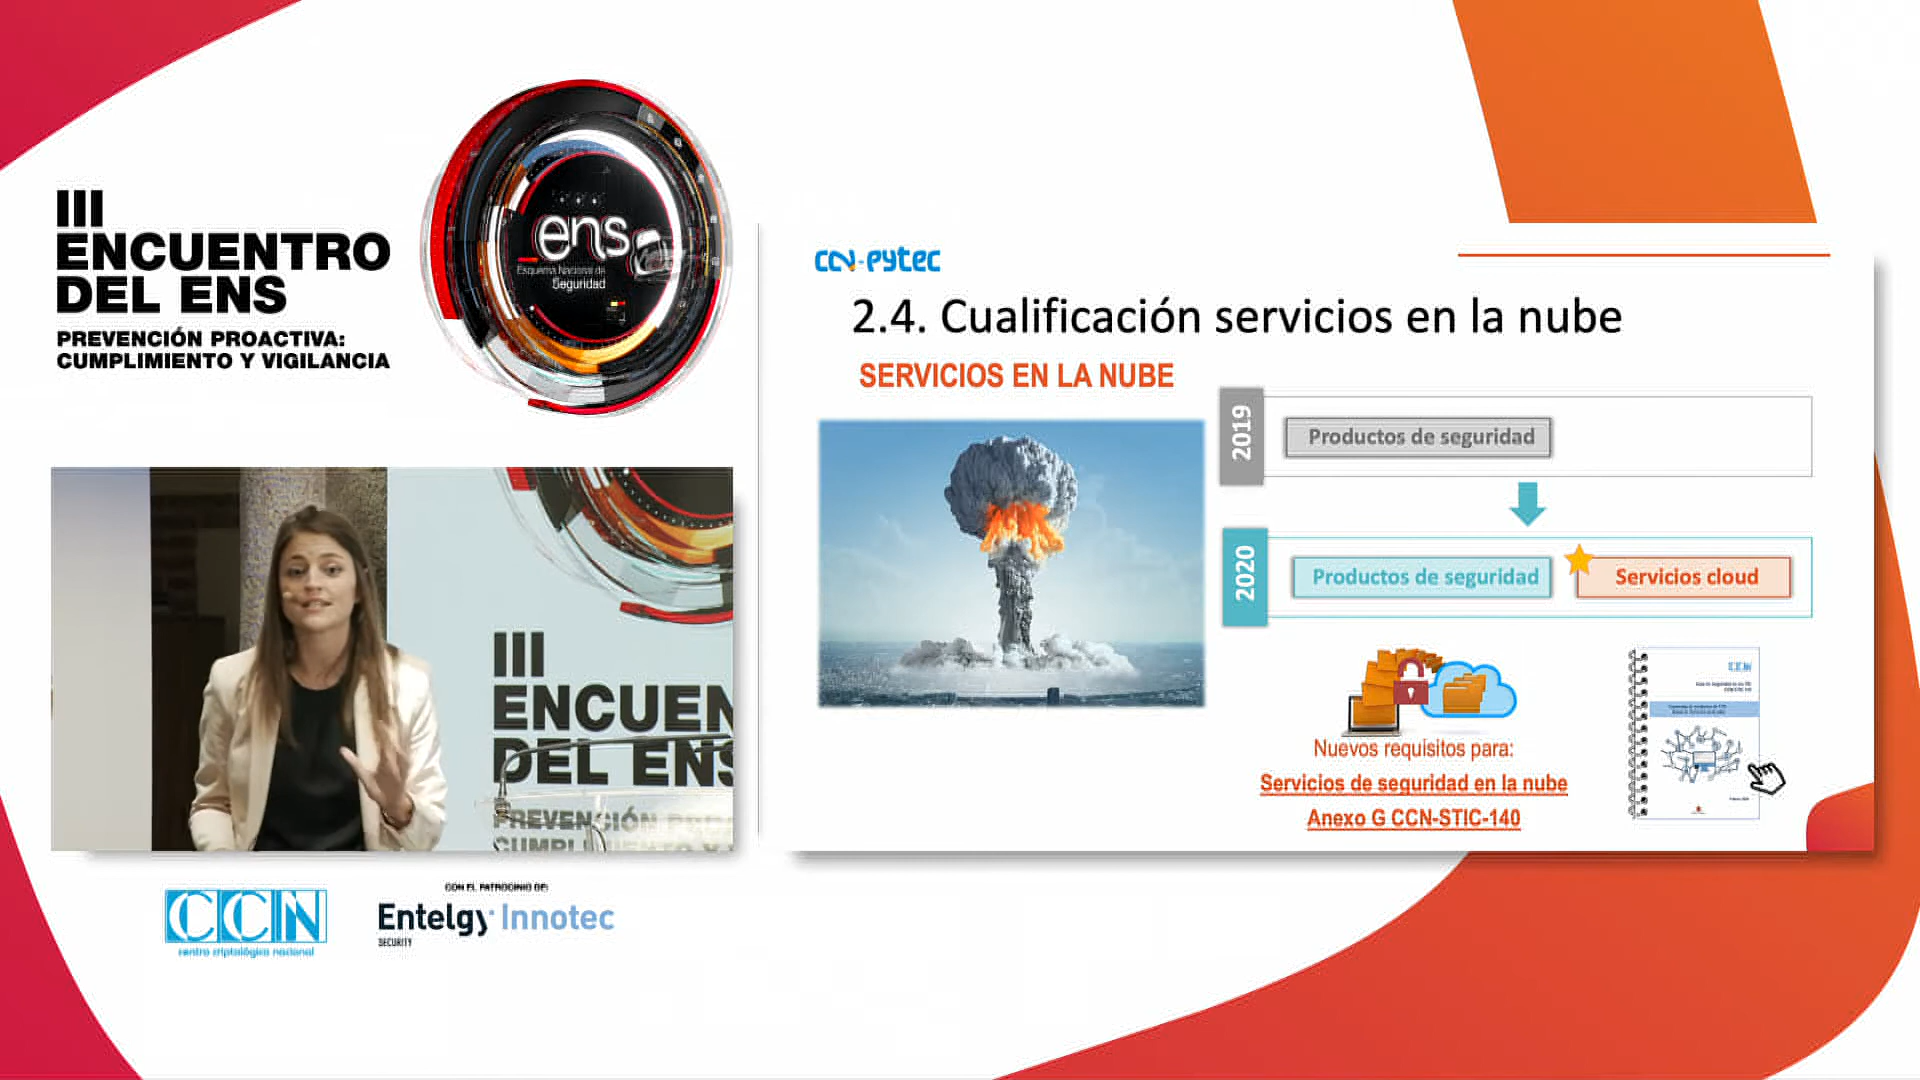 III
ENCUENTRO
DEL ENS
PREVENCIÓN PROACTIVA:
CUMPLIMIENTO Y VIGILANCIA
ens
Esquema Nacional de
Seguridad
III
ENCUEN
DEL ENS
PREVENCIÓN
CCN
centro criptológico nacional
CON EL PATROCINIO DE:
Entelgy Innotec
SECURITY
CCN-PYTEC
2.4. Cualificación servicios en la nube
SERVICIOS EN LA NUBE
2019
Productos de seguridad
2020
Productos de seguridad
Servicios cloud
Nuevos requisitos para:
Servicios de seguridad en la nube
Anexo G CCN-STIC-140